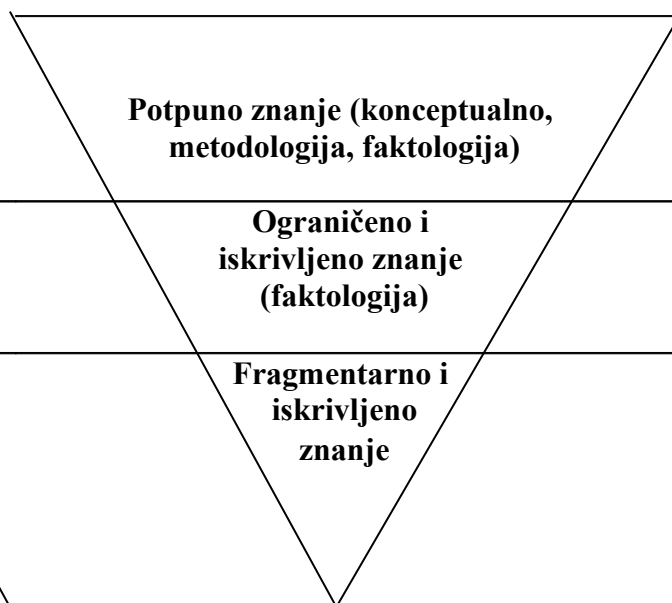 Potpuno znanje (konceptualno,
metodologija, faktologija)
Ograničeno i
iskrivljeno znanje
(faktologija)
Fragmentarno i
iskrivljeno
znanje